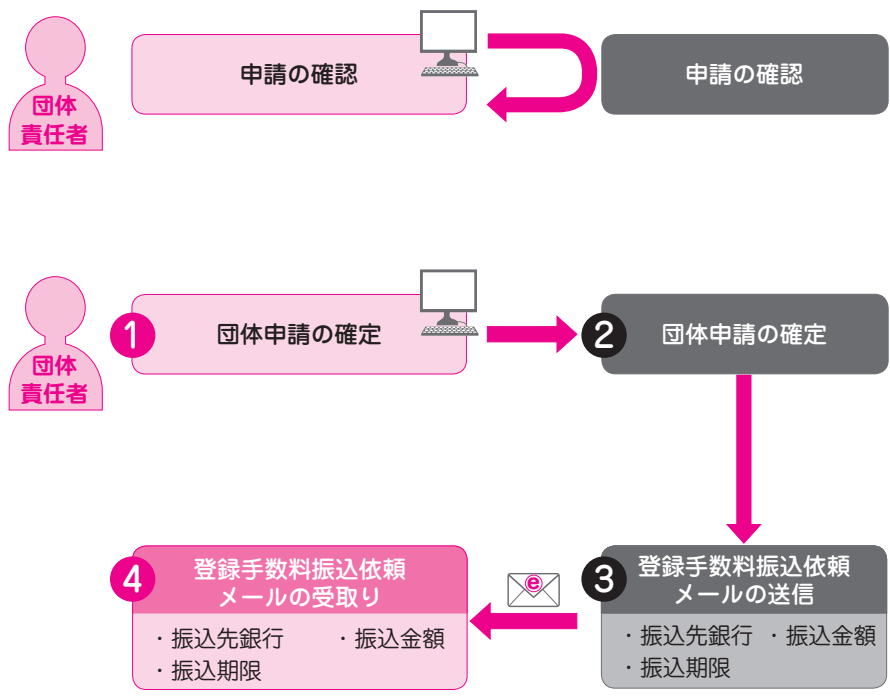 団体
責任者
申請の確認
申請の確認
団体
責任者
1 団体申請の確定
2 団体申請の確定
4 登録手数料振込依頼
メールの受取り
・振込先銀行 ・振込金額
・振込期限
e
3 登録手数料振込依頼
メールの送信
・振込先銀行 ・振込金額
・振込期限